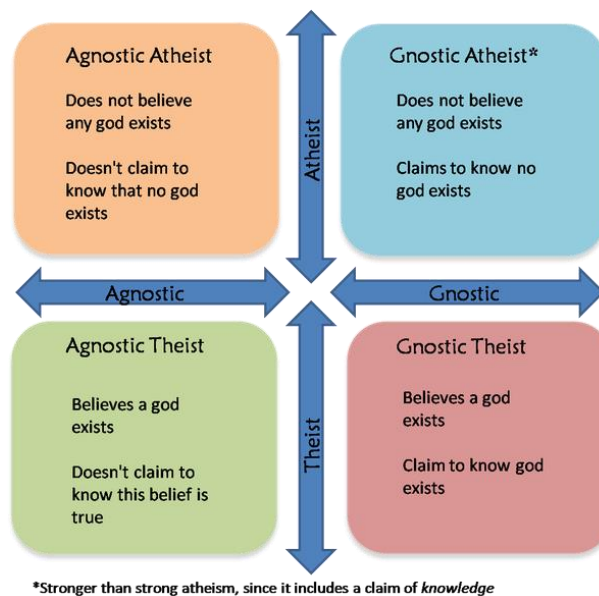 Agnostic Atheist
Does not believe
any god exists
Doesn't claim to
know that no god
exists
Gnostic Atheist*
Does not believe
any god exists
Claims to know no
god exists
Atheist
Agnostic
Gnostic
Agnostic Theist
Believes a god
exists
Doesn't claim to
know this belief is
true
Gnostic Theist
Believes a god
exists
Claim to know god
exists
Theist
*Stronger than strong atheism, since it includes a claim of knowledge